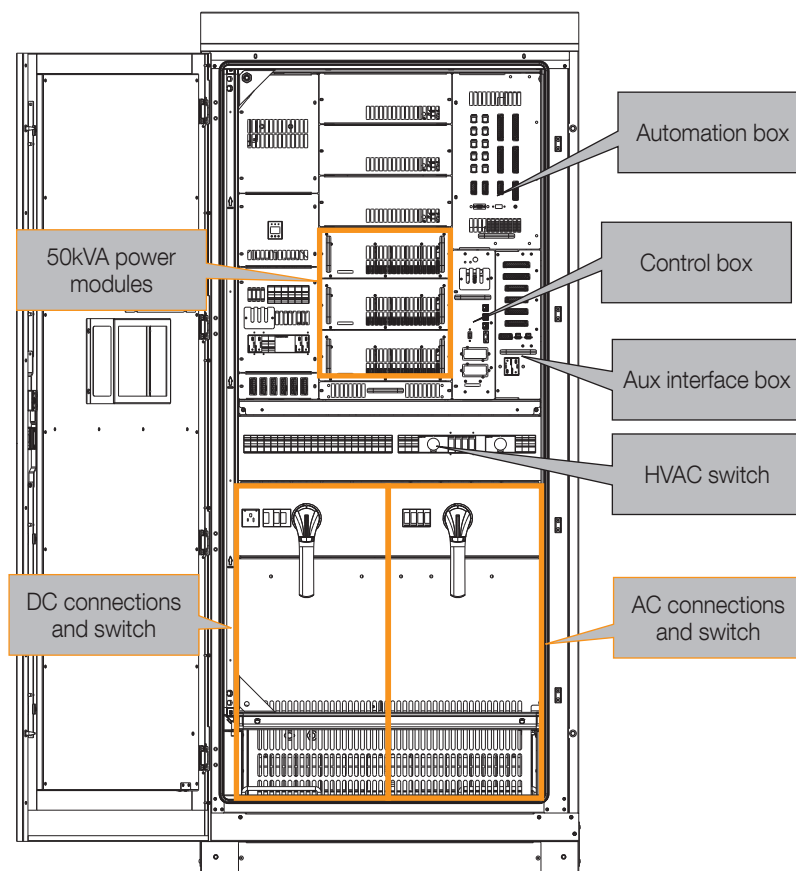 Automation box
50kVA power
modules
Control box
Aux interface box
HVAC switch
DC connections
and switch
AC connections
and switch